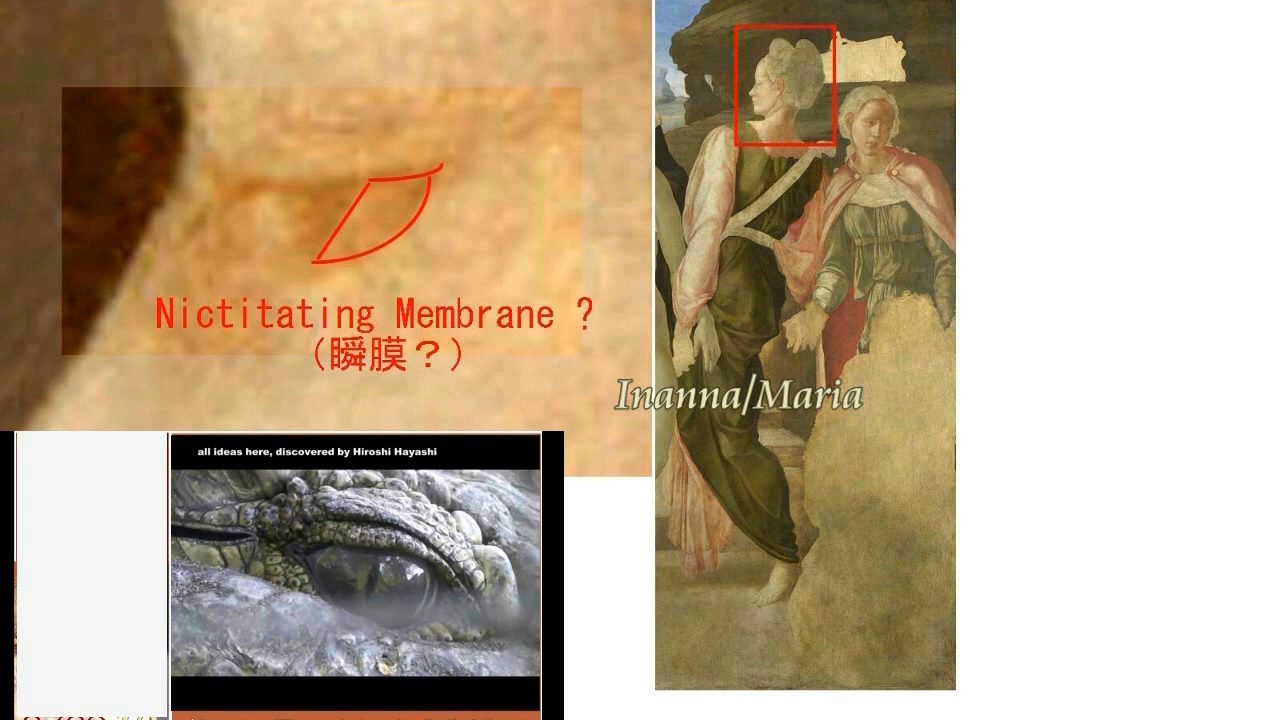 Nictitating Membrane ?
(瞬膜？)
Inanna/Maria
all ideas here, discovered by Hiroshi Hayashi